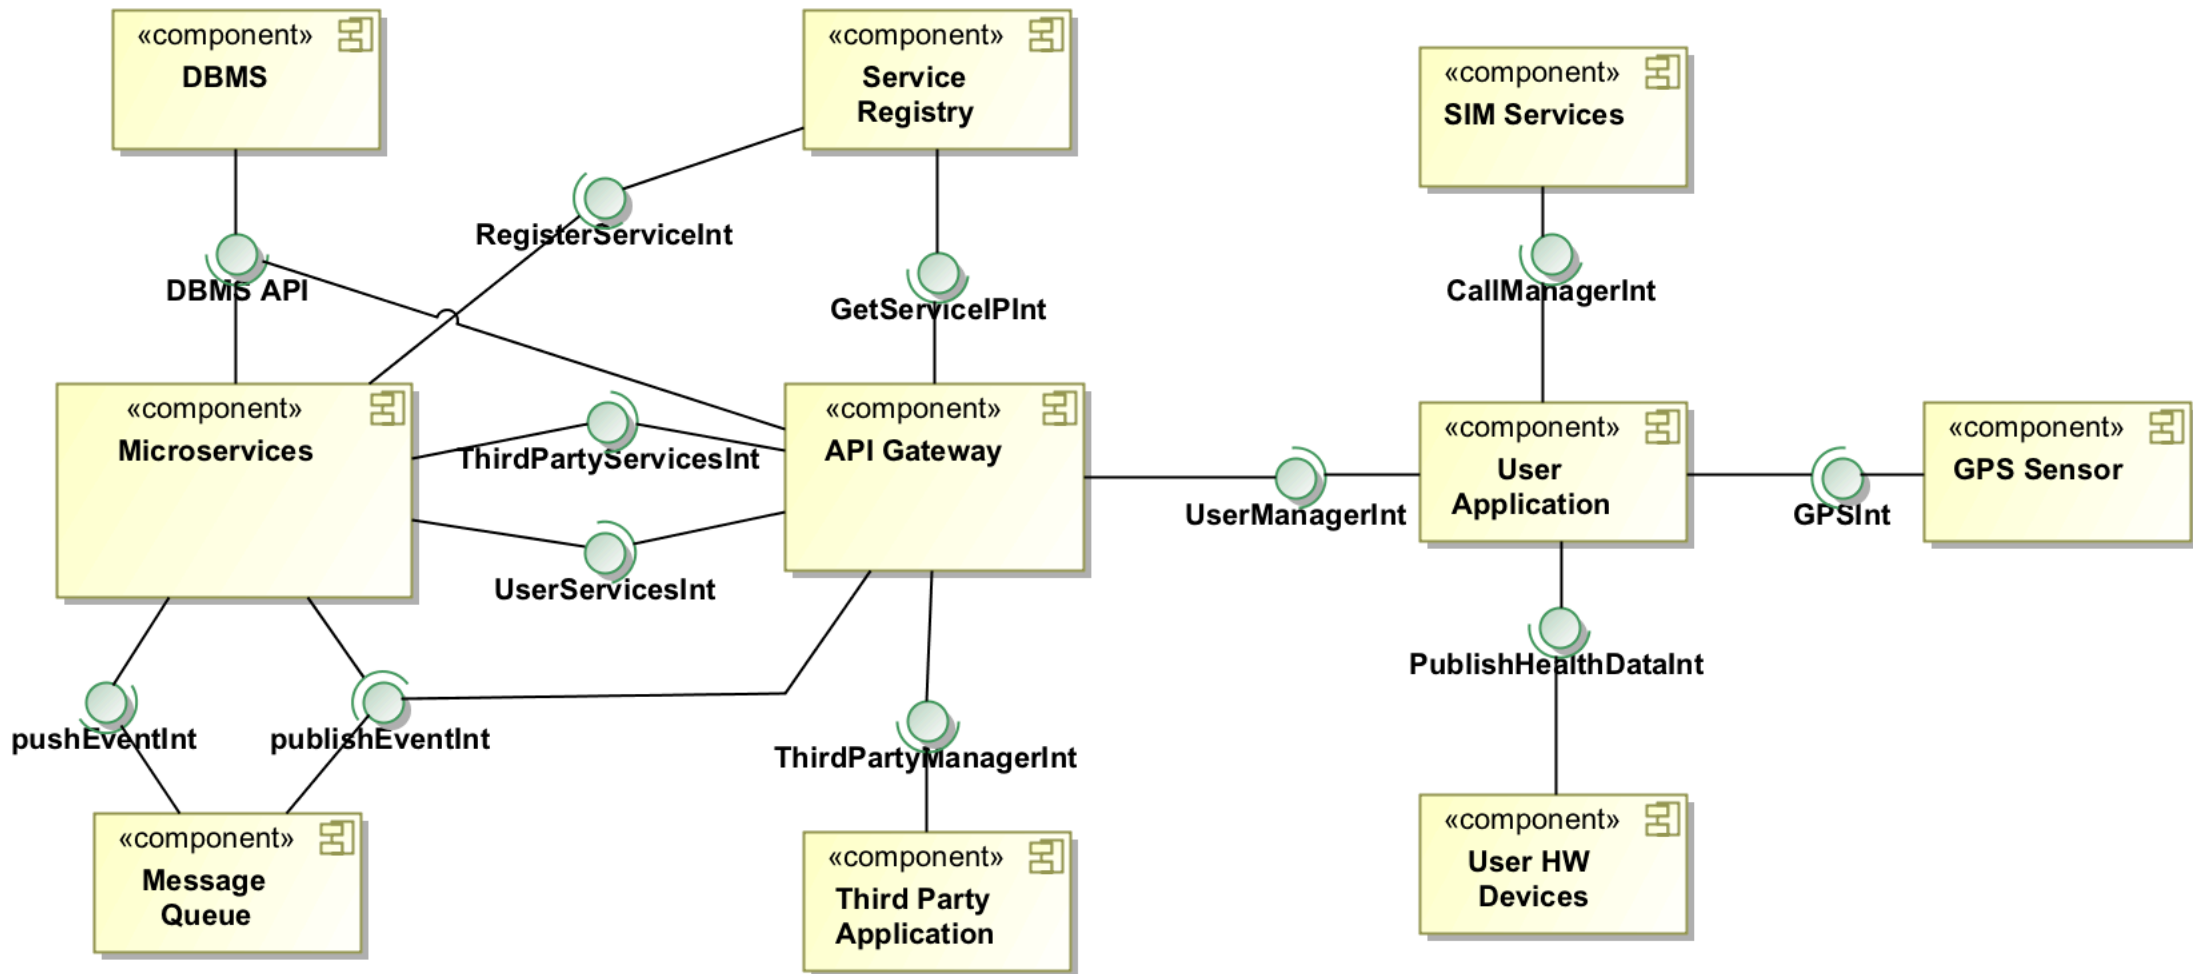 «component»
DBMS
«component»
Service
Registry
«component»
SIM Services
RegisterServiceInt
DBMS API
GetServiceIPInt
CallManagerInt
«component»
Microservices
ThirdPartyServicesInt
«component»
API Gateway
«component»
User
Application
«component»
GPS Sensor
UserManagerInt
GPSInt
UserServicesInt
PublishHealthDataInt
pushEventInt
publishEventInt
ThirdPartyManagerInt
«component»
Message
Queue
«component»
Third Party
Application
«component»
User HW
Devices